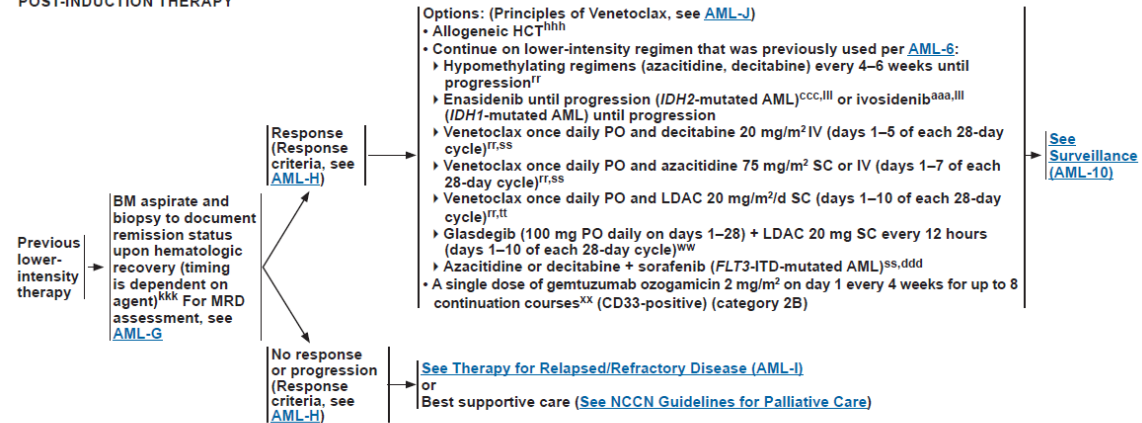 POST-INDUCTION THERAPY
Previous
lower-
intensity
therapy
BM aspirate and
biopsy to document
remission status
upon hematologic
recovery (timing
is dependent on
agent)kkk For MRD
assessment, see
AML-G
Response
(Response
criteria, see
AML-H)
Options: (Principles of Venetoclax, see AML-J)
• Allogeneic HCThhh
• Continue on lower-intensity regimen that was previously used per AML-6:
‣ Hypomethylating regimens (azacitidine, decitabine) every 4–6 weeks until
progressionrr
‣ Enasidenib until progression (IDH2-mutated AML)ccc,lll or ivosidenibaaa,lll
(IDH1-mutated AML) until progression
‣ Venetoclax once daily PO and decitabine 20 mg/m² IV (days 1–5 of each 28-day
cycle)rr,ss
‣ Venetoclax once daily PO and azacitidine 75 mg/m² SC or IV (days 1–7 of each
28-day cycle)rr,ss
‣ Venetoclax once daily PO and LDAC 20 mg/m²/d SC (days 1–10 of each 28-day
cycle)rr,tt
‣ Glasdegib (100 mg PO daily on days 1–28) + LDAC 20 mg SC every 12 hours
(days 1–10 of each 28-day cycle)ww
‣ Azacitidine or decitabine + sorafenib (FLT3-ITD-mutated AML)ss,ddd
• A single dose of gemtuzumab ozogamicin 2 mg/m² on day 1 every 4 weeks for up to 8
continuation coursesxx (CD33-positive) (category 2B)
See
Surveillance
(AML-10)
No response
or progression
(Response
criteria, see
AML-H)
See Therapy for Relapsed/Refractory Disease (AML-I)
or
Best supportive care (See NCCN Guidelines for Palliative Care)